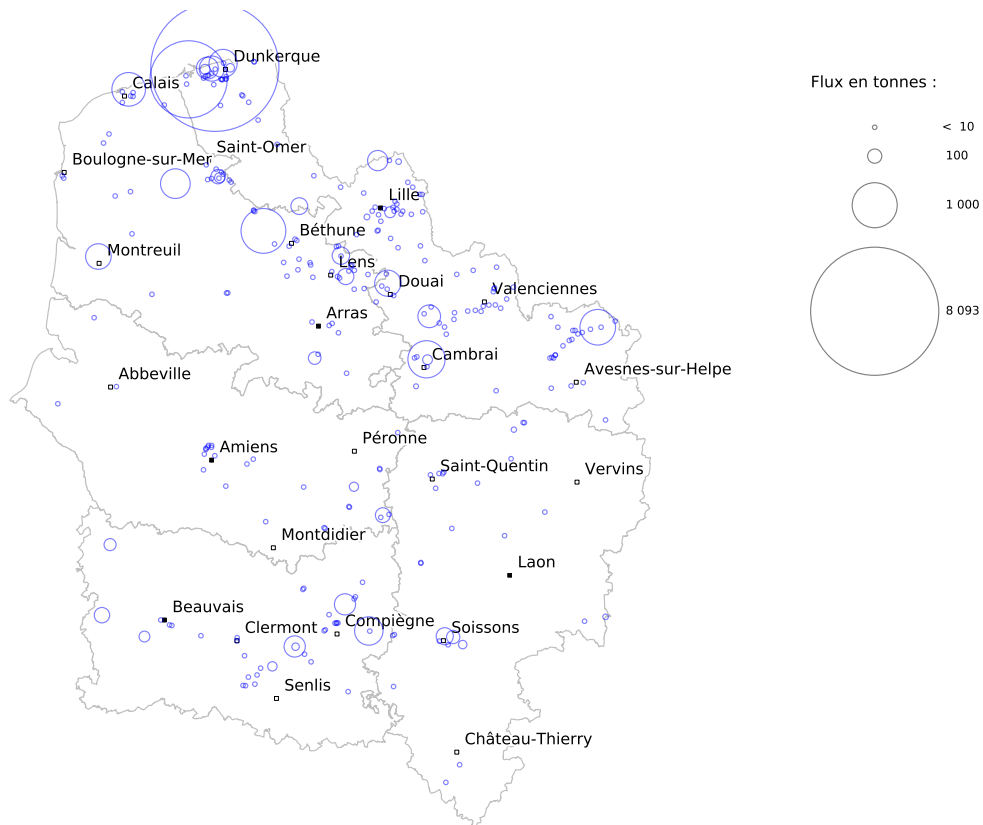 Dunkerque
Flux en tonnes :
Calais
< 10
Saint-Omer
Boulogne-sur-Mer
100
Lille
1 000
Béthune
Montreuil
Lens
Douai
Valenciennes
Arras
8 093
Cambrai
Avesnes-sur-Helpe
Abbeville
Péronne
Amiens
Saint-Quentin
Vervins
Montdidier
Laon
Beauvais
Compiègne
Clermont
Soissons
Senlis
Château-Thierry